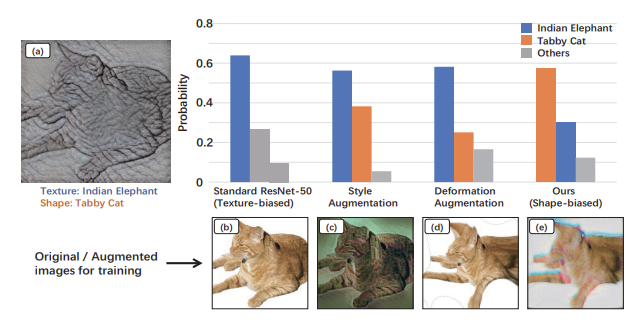 (a)
Texture: Indian Elephant
Shape: Tabby Cat
Probability
0.8
0.6
0.4
0.2
0
Indian Elephant
Tabby Cat
Others
Standard ResNet-50
(Texture-biased)
Style
Augmentation
Deformation
Augmentation
Ours
(Shape-biased)
Original / Augmented
images for training
(b)
(c)
(d)
(e)